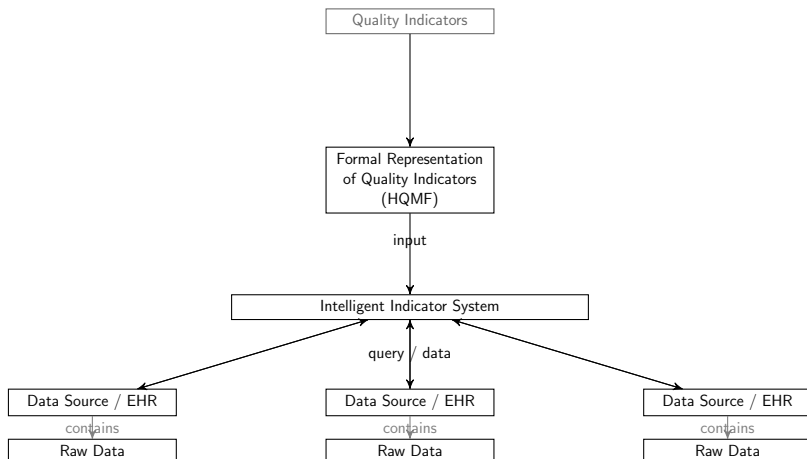 Quality Indicators
Formal Representation
of Quality Indicators
(HQMF)
input
Intelligent Indicator System
query / data
Data Source / EHR
Data Source / EHR
Data Source / EHR
contains
contains
contains
Raw Data
Raw Data
Raw Data